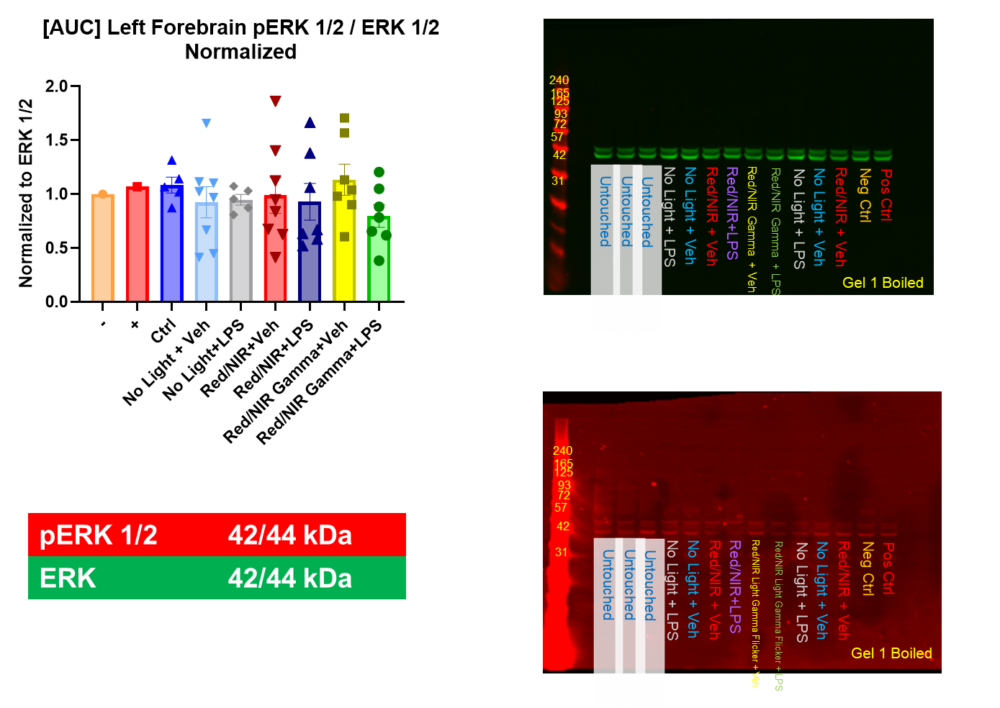 [AUC] Left Forebrain pERK 1/2 / ERK 1/2
Normalized
Normalized to ERK 1/2
2.0
1.5
1.0
0.5
0.0
-
+
Ctrl
No Light + Veh
No Light+LPS
Red/NIR+Veh
Red/NIR+LPS
Red/NIR Gamma+Veh
Red/NIR Gamma+LPS
pERK 1/2 42/44 kDa
ERK 42/44 kDa
240
165
125
93
72
57
42
31
Untouched
Untouched
Untouched
No Light + LPS
No Light + Veh
Red/NIR + Veh
Red/NIR+LPS
Red/NIR Gamma + Veh
Red/NIR Gamma + LPS
No Light + LPS
No Light + Veh
Red/NIR + Veh
Neg Ctrl
Pos Ctrl
Gel 1 Boiled
240
165
125
93
72
57
42
31
Untouched
Untouched
Untouched
No Light + LPS
No Light + Veh
Red/NIR + Veh
Red/NIR+LPS
Red/NIR Light Gamma Flicker + Veh
Red/NIR Light Gamma Flicker + LPS
No Light + LPS
No Light + Veh
Red/NIR + Veh
Neg Ctrl
Pos Ctrl
Gel 1 Boiled